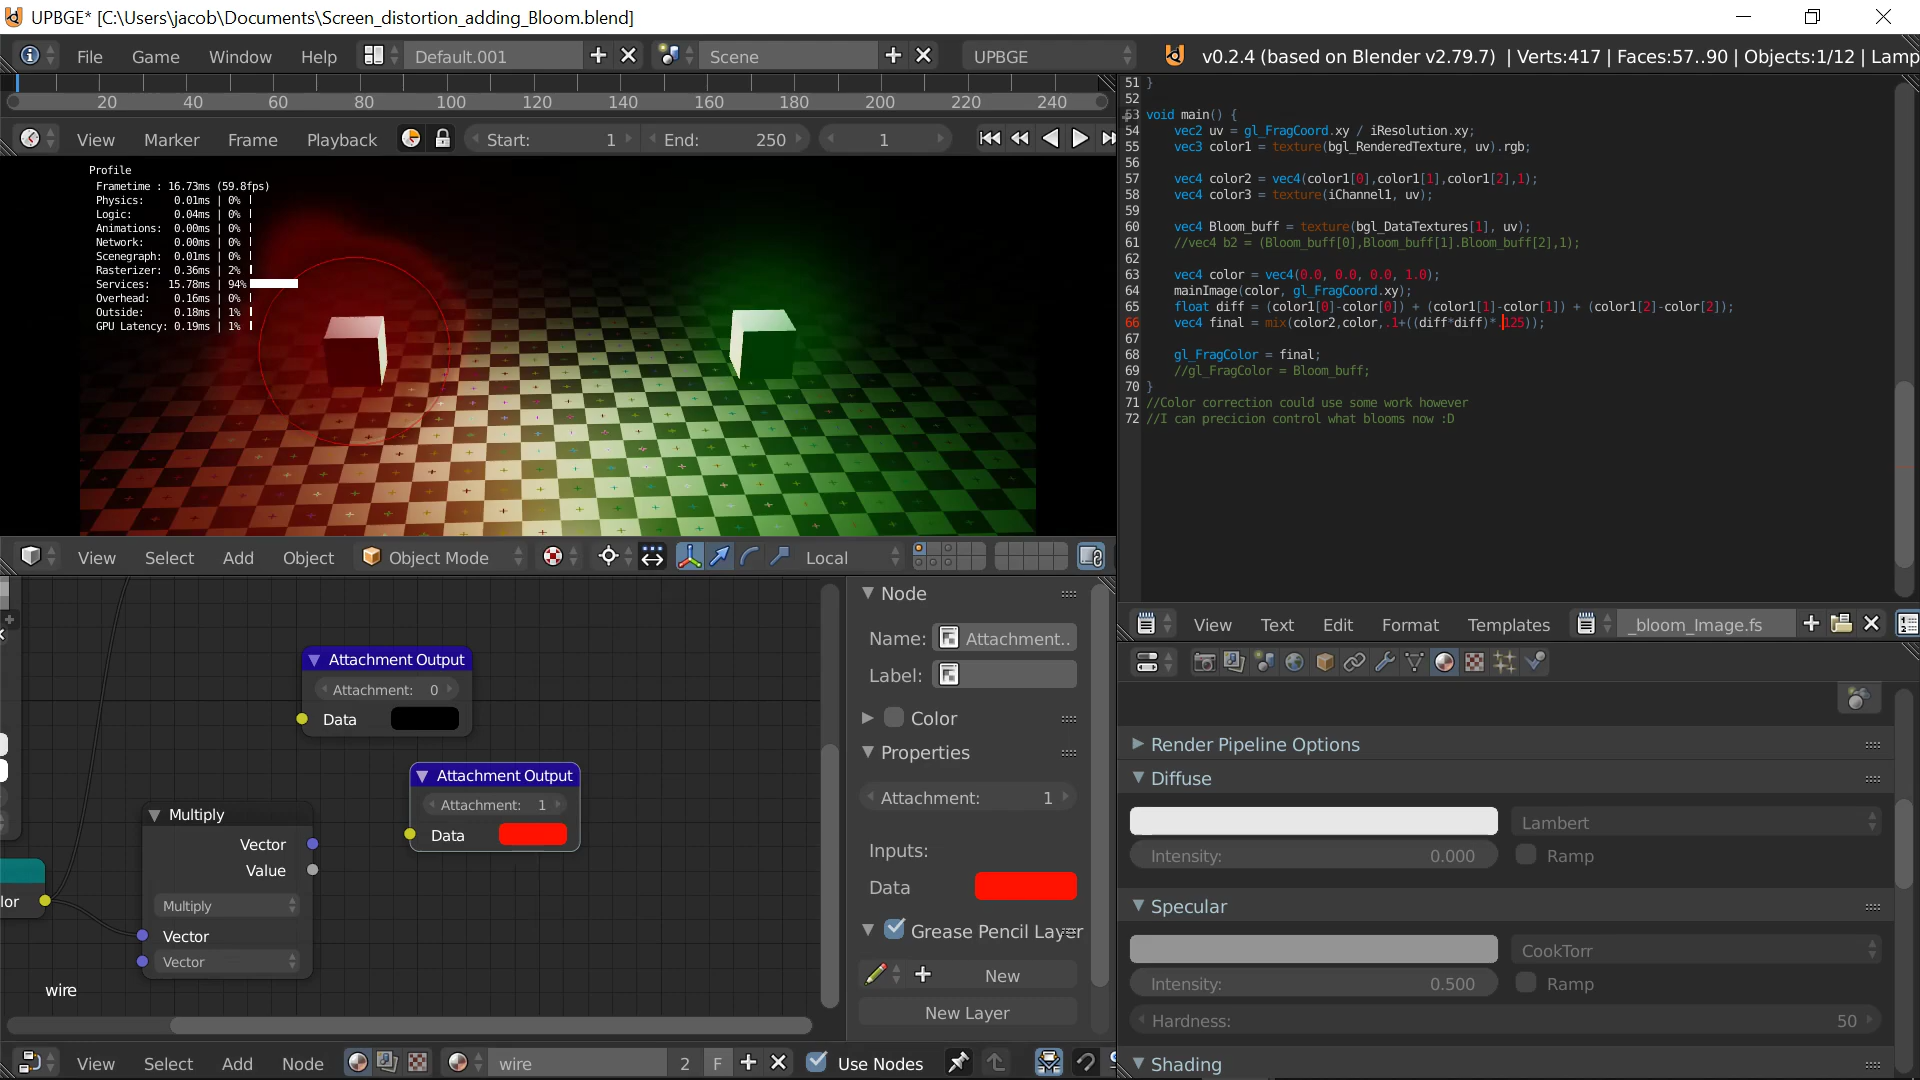 UPBGE* [C:\Users\jacob\Documents\Screen_distortion_adding_Bloom.blend]
File Game Window Help Default.001 Scene UPBGE v0.2.4 (based on Blender v2.79.7) | Verts:417 | Faces:57..90 | Objects:1/12 | Lamp
20 40 60 80 100 120 140 160 180 200 220 240
View Marker Frame Playback Start: 1 End: 250 1
Profile
Frametime : 16.73ms (59.8fps)
Physics: 0.01ms | 0%
Logic: 0.04ms | 0%
Animations: 0.00ms | 0%
Network: 0.00ms | 0%
Scenegraph: 0.01ms | 0%
Rasterizer: 0.36ms | 2%
Services: 15.78ms | 94%
Overhead: 0.16ms | 0%
Outside: 0.18ms | 1%
GPU Latency: 0.19ms | 1%
51 }
52
53 void main() {
54 vec2 uv = gl_FragCoord.xy / iResolution.xy;
55 vec3 color1 = texture(bgl_RenderedTexture, uv).rgb;
56
57 vec4 color2 = vec4(color1[0],color1[1],color1[2],1);
58 vec4 color3 = texture(iChannel1, uv);
59
60 vec4 Bloom_buff = texture(bgl_DataTextures[1], uv);
61 //vec4 b2 = (Bloom_buff[0],Bloom_buff[1].Bloom_buff[2],1);
62
63 vec4 color = vec4(0.0, 0.0, 0.0, 1.0);
64 mainImage(color, gl_FragCoord.xy);
65 float diff = (color1[0]-color[0]) + (color1[1]-color[1]) + (color1[2]-color[2]);
66 vec4 final = mix(color2,color,.1+((diff*diff)*.125));
67
68 gl_FragColor = final;
69 //gl_FragColor = Bloom_buff;
70 }
71 //Color correction could use some work however
72 //I can precicion control what blooms now :D
View Select Add Object Object Mode Local
View Text Edit Format Templates _bloom_Image.fs
Attachment Output
Attachment: 0
Data
Attachment Output
Attachment: 1
Data
Multiply
Vector
Value
Multiply
Vector
Vector
lor
wire
Node
Name: Attachment..
Label:
Color
Properties
Attachment: 1
Inputs:
Data
Grease Pencil Layer
New
New Layer
Render Pipeline Options
Diffuse
Lambert
Intensity: 0.000 Ramp
Specular
CookTorr
Intensity: 0.500 Ramp
Hardness: 50
Shading
View Select Add Node wire 2 F Use Nodes